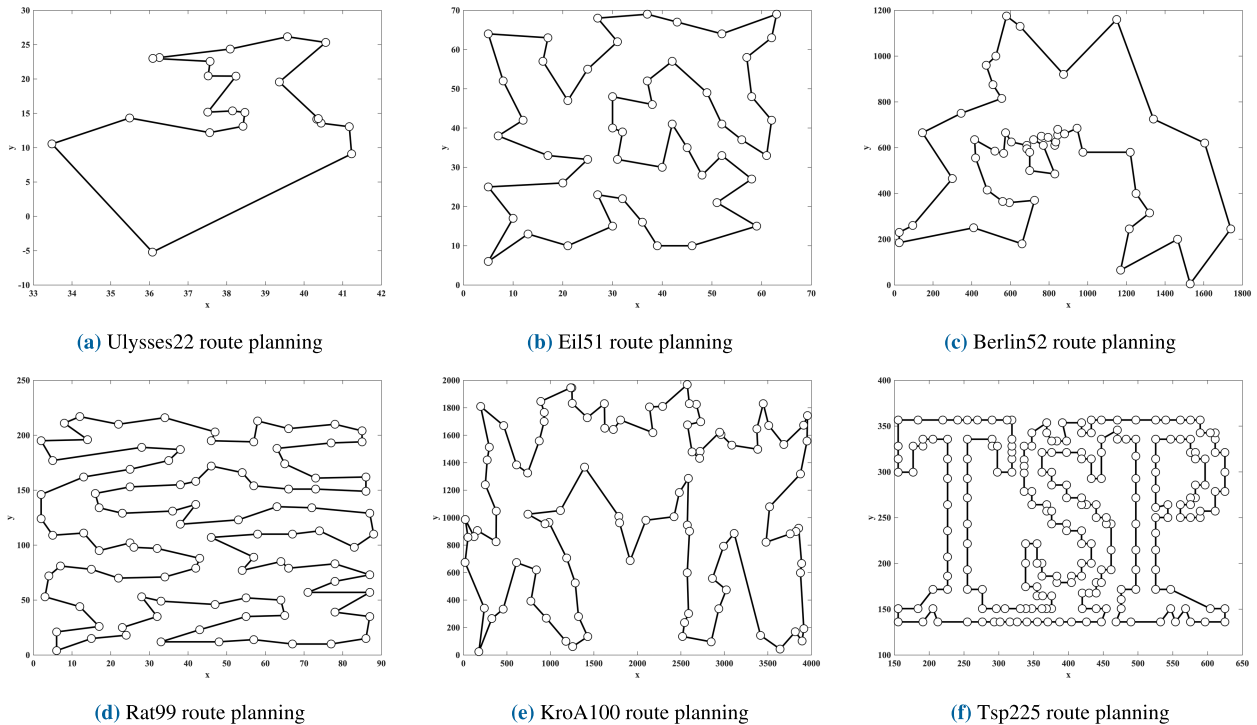 30
25
20
15
10
5
0
-5
-10
y
33 34 35 36 37 38 39 40 41 42
x
(a) Ulysses22 route planning
70
60
50
40
30
20
10
0
y
0 10 20 30 40 50 60 70
x
(b) Eil51 route planning
1200
1000
800
600
400
200
0
y
0 200 400 600 800 1000 1200 1400 1600 1800
x
(c) Berlin52 route planning
250
200
150
100
50
0
y
0 10 20 30 40 50 60 70 80 90
x
(d) Rat99 route planning
2000
1800
1600
1400
1200
1000
800
600
400
200
0
y
0 500 1000 1500 2000 2500 3000 3500 4000
x
(e) KroA100 route planning
400
350
300
250
200
150
100
y
150 200 250 300 350 400 450 500 550 600 650
x
(f) Tsp225 route planning